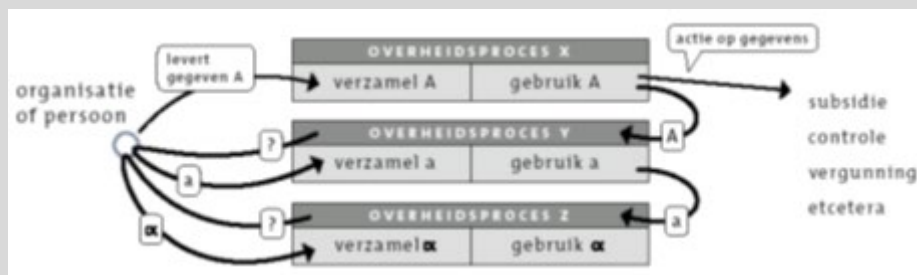 OVERHEIDSPROCES X
actie op gegevens
levert
gegeven A
verzamel A
gebruik A
organisatie
of persoon
subsidie
OVERHEIDSPROCES Y
?
A
controle
verzamel a
gebruik a
a
vergunning
OVERHEIDSPROCES Z
?
a
etcetera
α
verzamel α
gebruik α